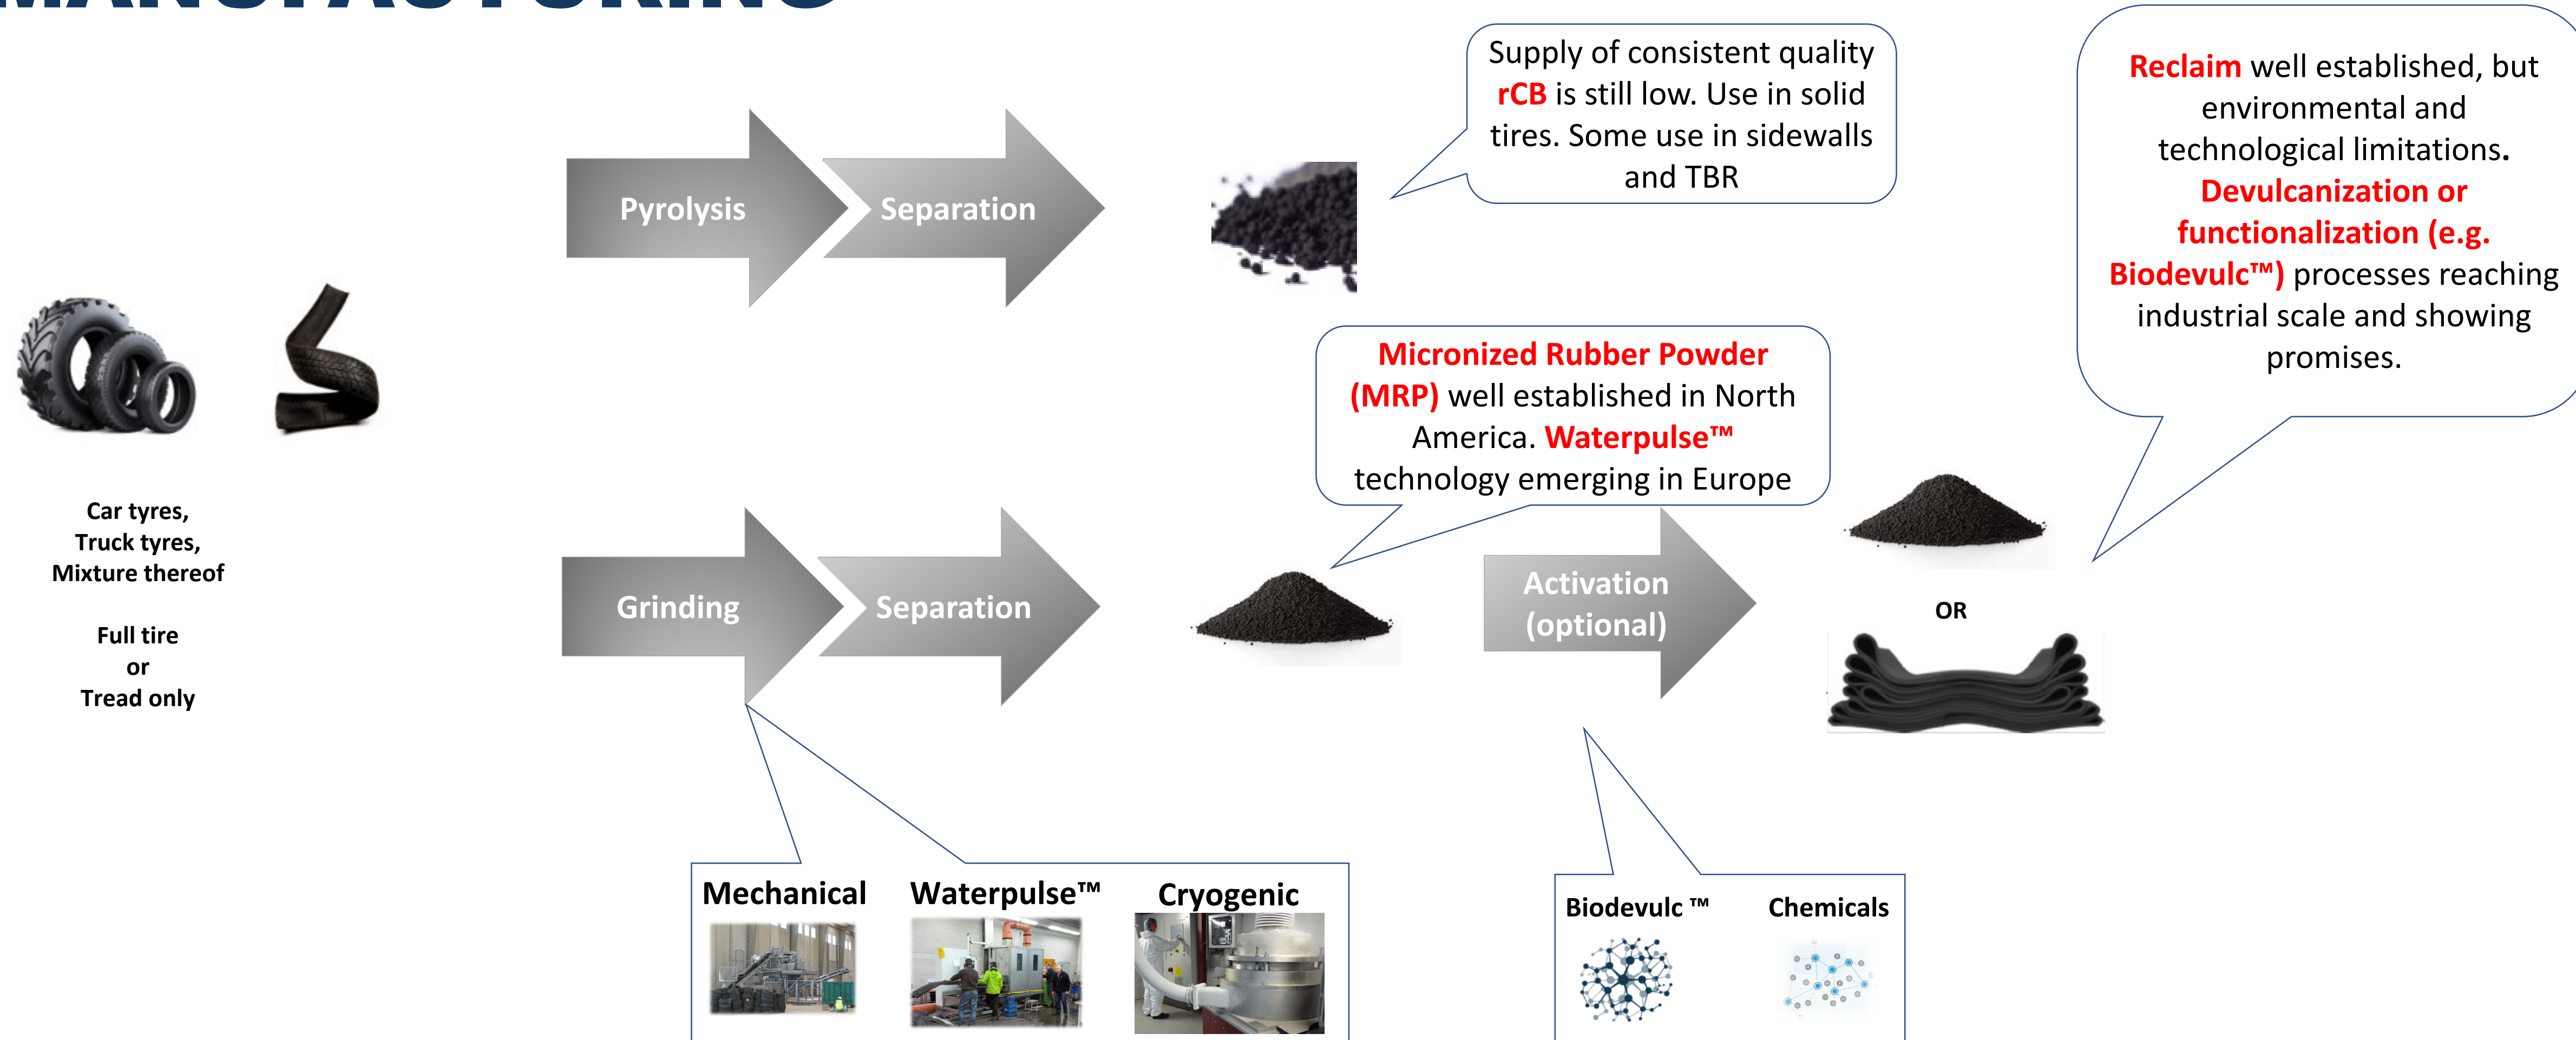 MANUFACTURING
Supply of consistent quality
rCB is still low. Use in solid
tires. Some use in sidewalls
and TBR
Reclaim well established, but
environmental and
technological limitations.
Devulcanization or
functionalization (e.g.
Biodevulc™) processes reaching
industrial scale and showing
promises.
Pyrolysis
Separation
Micronized Rubber Powder
(MRP) well established in North
America. Waterpulse™
technology emerging in Europe
Car tyres,
Truck tyres,
Mixture thereof
Full tire
or
Tread only
Grinding
Separation
Activation
(optional)
OR
Mechanical
Waterpulse™
Cryogenic
Biodevulc ™
Chemicals